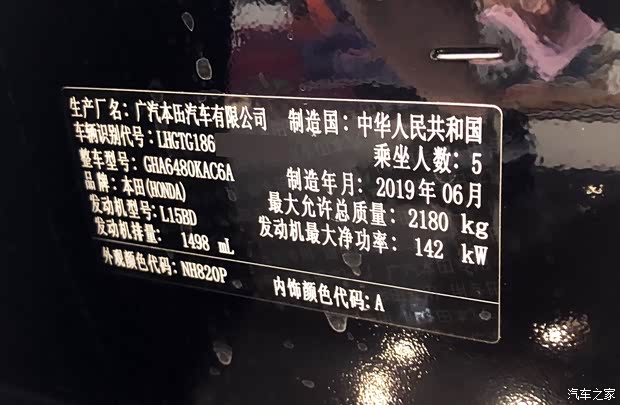 生产厂名：广汽本田汽车有限公司 制造国：中华人民共和国
车辆识别代号：LHGTG186 乘坐人数：5
整车型号：GHA6480KAC6A 制造年月：2019年06月
品牌：本田(HONDA) 最大允许总质量：2180 kg
发动机型号：L15BD 发动机最大净功率：142 kW
发动机排量：1498 mL
外观颜色代码：NH820P 内饰颜色代码：A
汽车之家